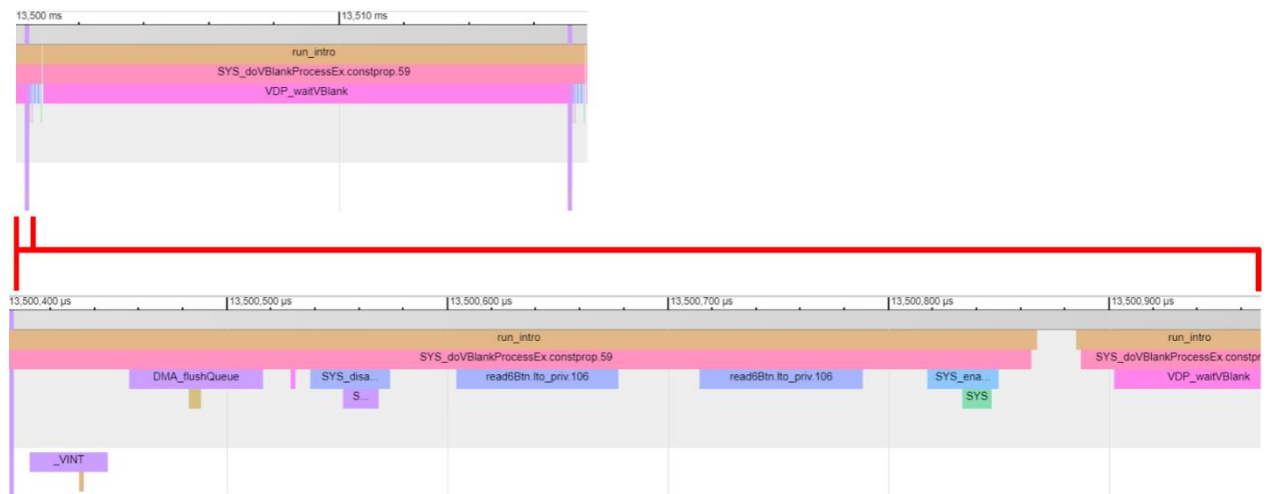 13,500 ms 13,510 ms
run_intro
SYS_doVBlankProcessEx.constprop.59
VDP_waitVBlank
13,500,400 μs 13,500,500 μs 13,500,600 μs 13,500,700 μs 13,500,800 μs 13,500,900 μs
run_intro run_intro
SYS_doVBlankProcessEx.constprop.59 SYS_doVBlankProcessEx.constpr
DMA_flushQueue SYS_disa... read6Btn.lto_priv.106 read6Btn.lto_priv.106 SYS_ena... VDP_waitVBlank
S... SYS
_VINT